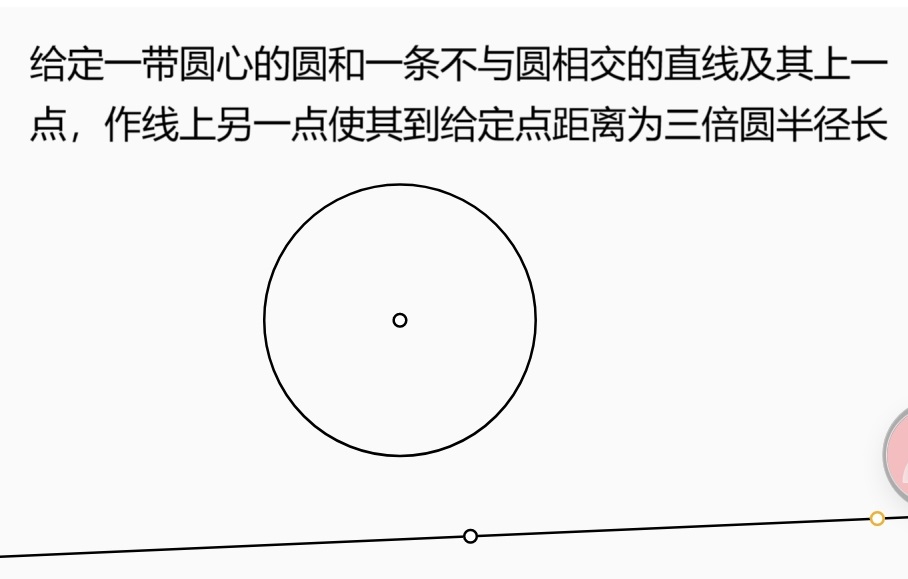 给定一带圆心的圆和一条不与圆相交的直线及其上一
点，作线上另一点使其到给定点距离为三倍圆半径长